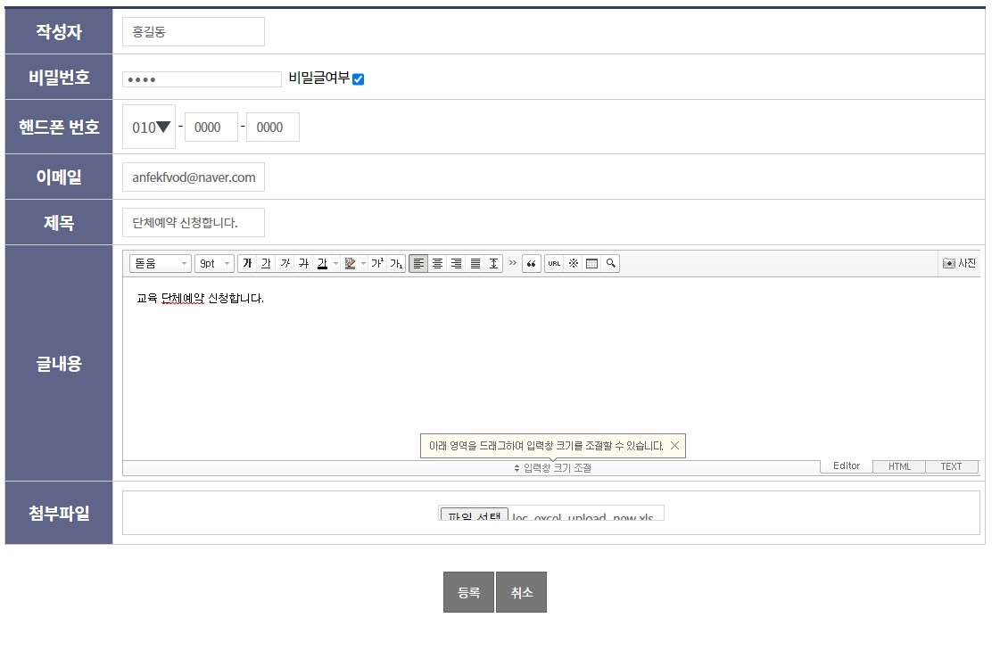 작성자 홍길동
비밀번호 •••• 비밀글여부
핸드폰 번호 010 - 0000 - 0000
이메일 anfekfvod@naver.com
제목 단체예약 신청합니다.
돋움 9pt 가 가 가 가 가 가 가¹ 가₁ URL 사진
글내용
교육 단체예약 신청합니다.
아래 영역을 드래그하여 입력창 크기를 조절할 수 있습니다.
입력창 크기 조절 Editor HTML TEXT
첨부파일 파일 선택 loc_excel_upload_new.xls
등록 취소